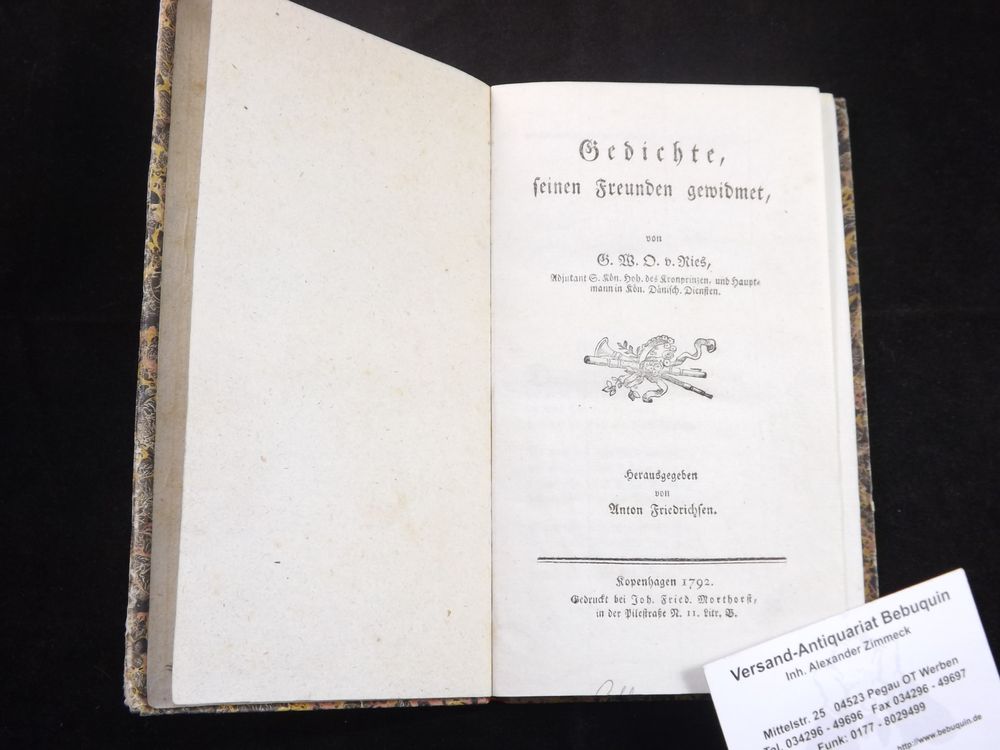 Gedichte,
seinen Freunden gewidmet,
von
G. W. O. v. Ries,
Adjutant S. Kön. Hoh. des Kronprinzen, und Haupt-
mann in Kön. Dänisch. Diensten.
Herausgegeben
von
Anton Friedrichsen.
Kopenhagen 1792.
Gedruckt bei Joh. Fried. Morthorst,
in der Pilestraße N. 11. Litr. B.
Versand-Antiquariat Bebuquin
Inh. Alexander Zimmeck
Mittelstr. 25 04523 Pegau OT Werben
Tel. 034296 - 49696 Fax 034296 - 49697
Funk: 0177 - 8029499
http://www.bebuquin.de